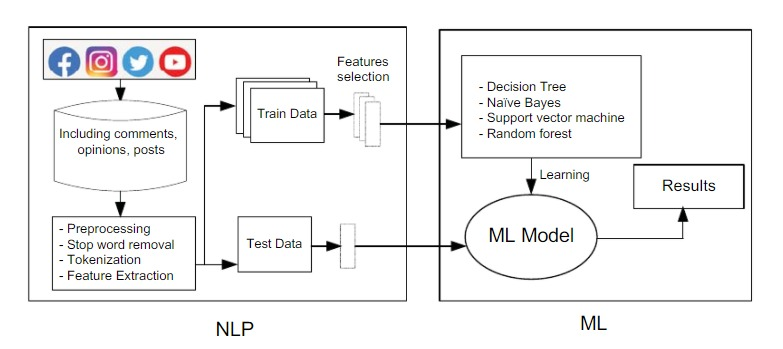 Features
selection
Train Data
Including comments,
opinions, posts
- Decision Tree
- Naïve Bayes
- Support vector machine
- Random forest
Learning
Results
- Preprocessing
- Stop word removal
- Tokenization
- Feature Extraction
Test Data
ML Model
NLP
ML